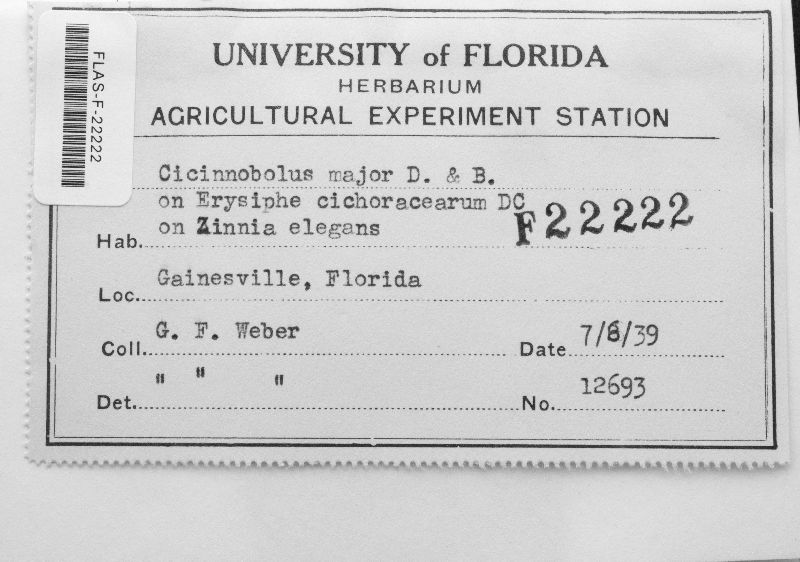 FLAS-F-22222
UNIVERSITY of FLORIDA
HERBARIUM
AGRICULTURAL EXPERIMENT STATION
Cicinnobolus major D. & B.
on Erysiphe cichoracearum DC
Hab. on Zinnia elegans
F22222
Loc. Gainesville, Florida
Coll. G. F. Weber Date 7/6/39
Det. " " " No. 12693